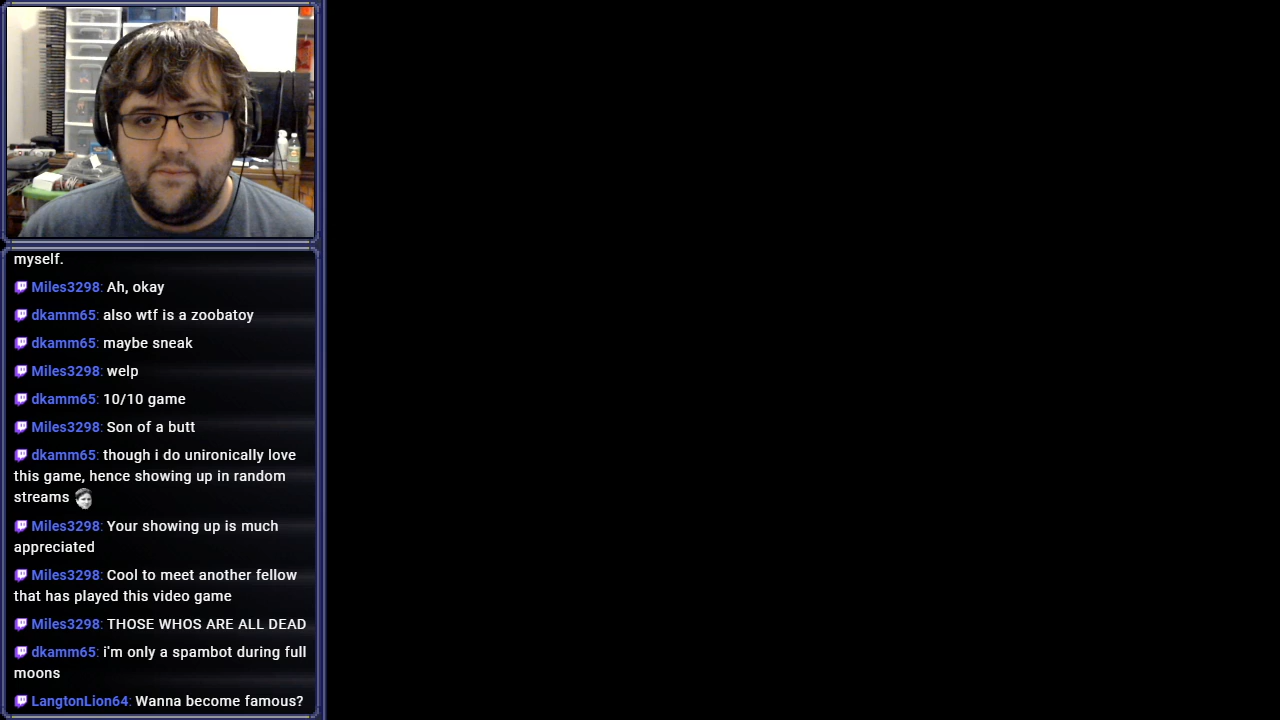 myself.
Miles3298: Ah, okay
dkamm65: also wtf is a zoobatoy
dkamm65: maybe sneak
Miles3298: welp
dkamm65: 10/10 game
Miles3298: Son of a butt
dkamm65: though i do unironically love
this game, hence showing up in random
streams
Miles3298: Your showing up is much
appreciated
Miles3298: Cool to meet another fellow
that has played this video game
Miles3298: THOSE WHOS ARE ALL DEAD
dkamm65: i'm only a spambot during full
moons
LangtonLion64: Wanna become famous?